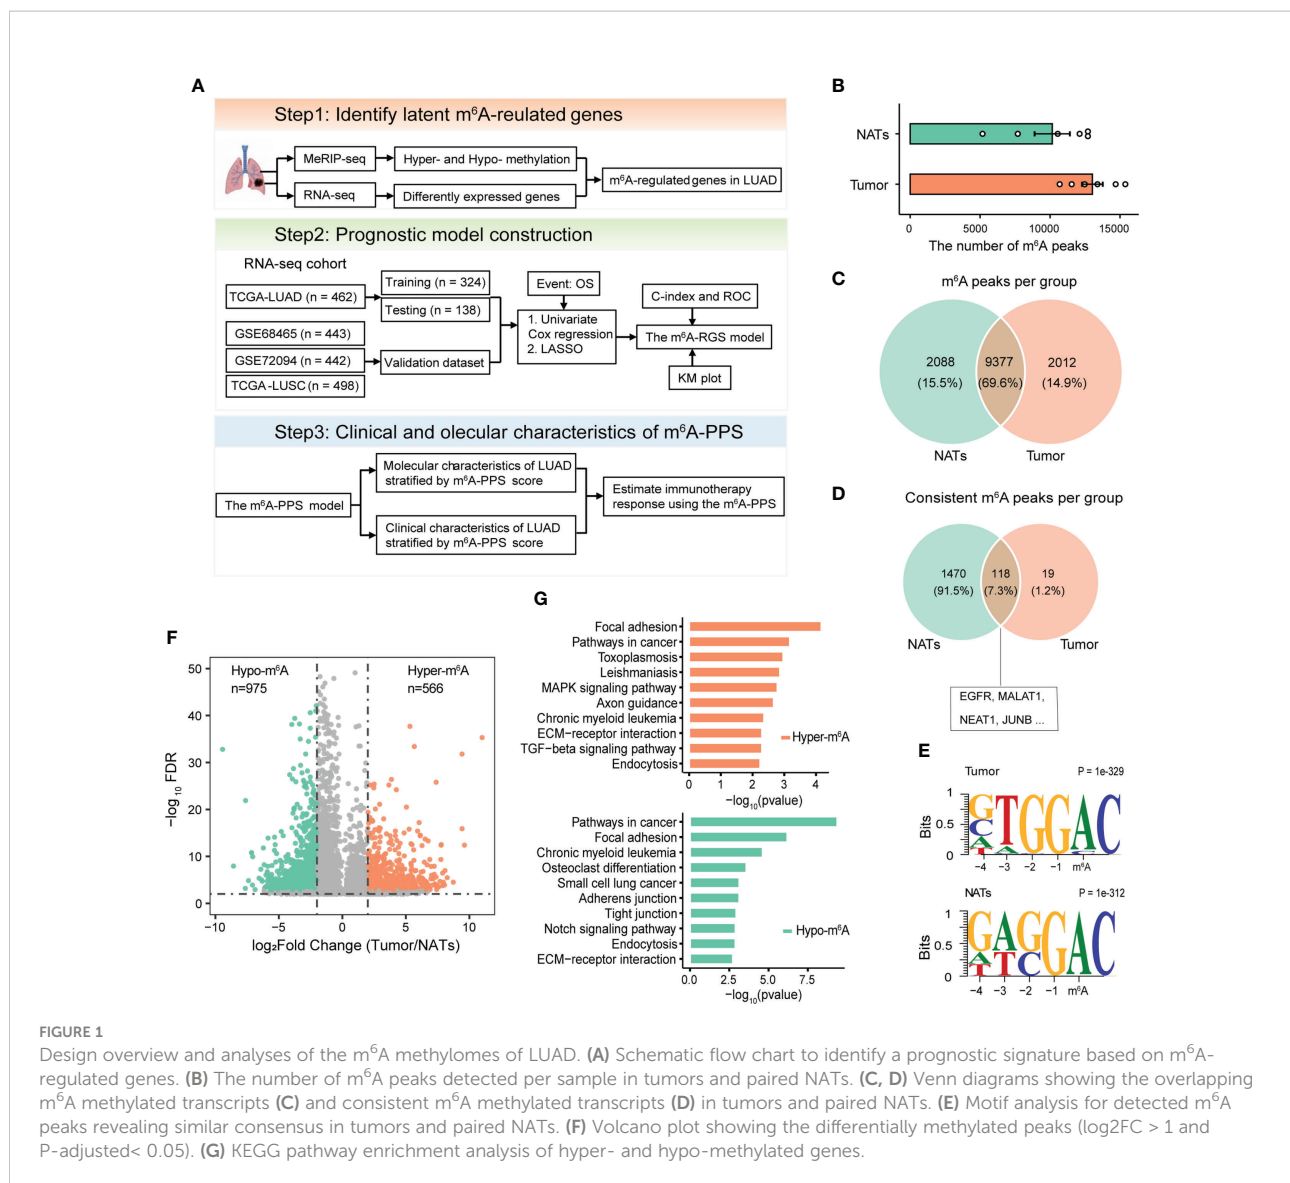 A
Step1: Identify latent m⁶A-reulated genes
MeRIP-seq
Hyper- and Hypo- methylation
RNA-seq
Differently expressed genes
m⁶A-regulated genes in LUAD
Step2: Prognostic model construction
RNA-seq cohort
TCGA-LUAD (n = 462)
GSE68465 (n = 443)
GSE72094 (n = 442)
TCGA-LUSC (n = 498)
Training (n = 324)
Testing (n = 138)
Validation dataset
Event: OS
1. Univariate
Cox regression
2. LASSO
C-index and ROC
The m⁶A-RGS model
KM plot
Step3: Clinical and olecular characteristics of m⁶A-PPS
The m⁶A-PPS model
Molecular characteristics of LUAD
stratified by m⁶A-PPS score
Clinical characteristics of LUAD
stratified by m⁶A-PPS score
Estimate immunotherapy
response using the m⁶A-PPS
B
NATs
Tumor
0 5000 10000 15000
The number of m⁶A peaks
C
m⁶A peaks per group
2088 9377 2012
(15.5%) (69.6%) (14.9%)
NATs Tumor
D
Consistent m⁶A peaks per group
1470 118 19
(91.5%) (7.3%) (1.2%)
NATs Tumor
EGFR, MALAT1,
NEAT1, JUNB ...
E
Tumor P = 1e-329
1
0.5
0
Bits
G T G G A C
C
A A
T
−4 −3 −2 −1 m⁶A
NATs P = 1e-312
1
0.5
0
Bits
G A G G A C
A T C
T
−4 −3 −2 −1 m⁶A
F
Hypo-m⁶A Hyper-m⁶A
n=975 n=566
50
40
30
20
10
0
−log₁₀ FDR
−10 −5 0 5 10
log₂Fold Change (Tumor/NATs)
G
Focal adhesion
Pathways in cancer
Toxoplasmosis
Leishmaniasis
MAPK signaling pathway
Axon guidance
Chronic myeloid leukemia
ECM−receptor interaction
TGF−beta signaling pathway
Endocytosis
Hyper-m⁶A
0 1 2 3 4
−log₁₀(pvalue)
Pathways in cancer
Focal adhesion
Chronic myeloid leukemia
Osteoclast differentiation
Small cell lung cancer
Adherens junction
Tight junction
Notch signaling pathway
Endocytosis
ECM−receptor interaction
Hypo-m⁶A
0.0 2.5 5.0 7.5
−log₁₀(pvalue)
FIGURE 1
Design overview and analyses of the m⁶A methylomes of LUAD. (A) Schematic flow chart to identify a prognostic signature based on m⁶A-
regulated genes. (B) The number of m⁶A peaks detected per sample in tumors and paired NATs. (C, D) Venn diagrams showing the overlapping
m⁶A methylated transcripts (C) and consistent m⁶A methylated transcripts (D) in tumors and paired NATs. (E) Motif analysis for detected m⁶A
peaks revealing similar consensus in tumors and paired NATs. (F) Volcano plot showing the differentially methylated peaks (log2FC > 1 and
P-adjusted< 0.05). (G) KEGG pathway enrichment analysis of hyper- and hypo-methylated genes.